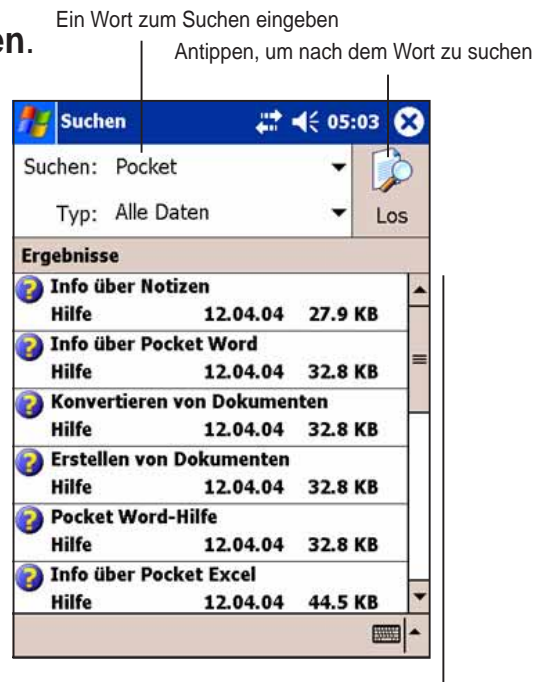 Ein Wort zum Suchen eingeben
en.
Antippen, um nach dem Wort zu suchen
Suchen 05:03
Suchen: Pocket
Typ: Alle Daten Los
Ergebnisse
Info über Notizen
Hilfe 12.04.04 27.9 KB
Info über Pocket Word
Hilfe 12.04.04 32.8 KB
Konvertieren von Dokumenten
Hilfe 12.04.04 32.8 KB
Erstellen von Dokumenten
Hilfe 12.04.04 32.8 KB
Pocket Word-Hilfe
Hilfe 12.04.04 32.8 KB
Info über Pocket Excel
Hilfe 12.04.04 44.5 KB